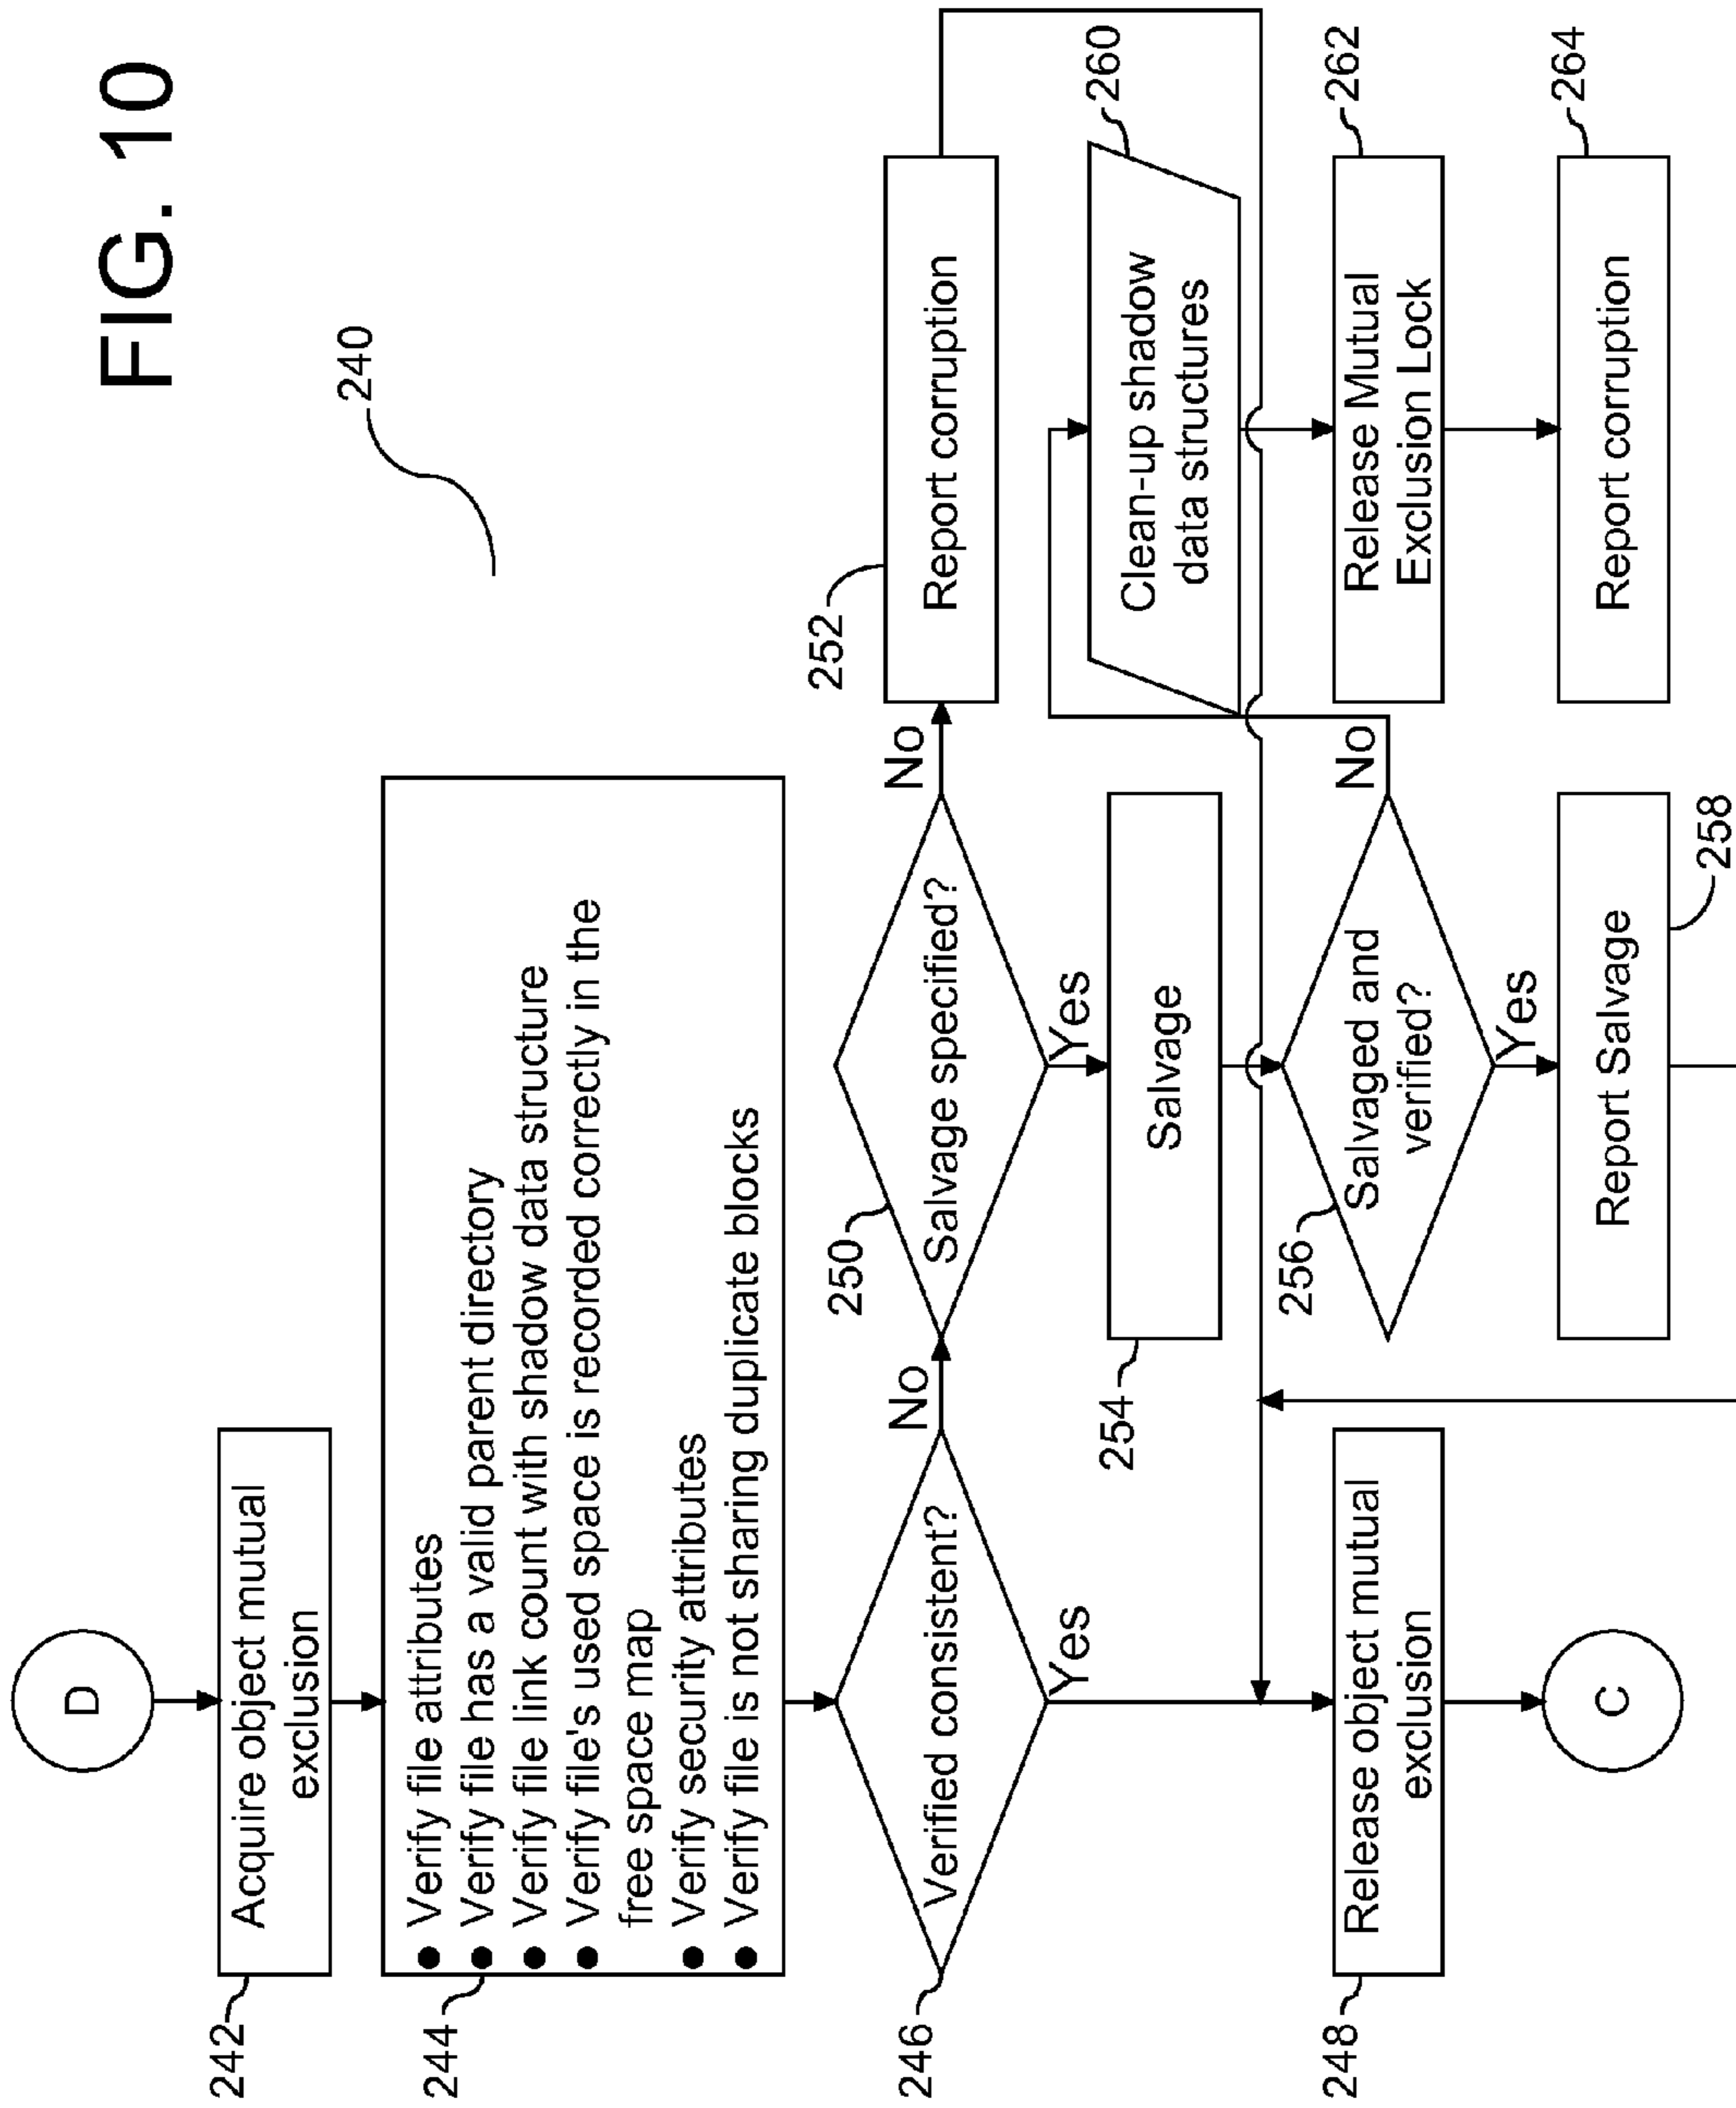 FIG. 10
240
D
242
Acquire object mutual
exclusion
244
● Verify file attributes
● Verify file has a valid parent directory
● Verify file link count with shadow data structure
● Verify file's used space is recorded correctly in the
free space map
● Verify security attributes
● Verify file is not sharing duplicate blocks
246
Verified consistent?
No
Yes
250
Salvage specified?
No
Yes
252
Report corruption
254
Salvage
260
Clean-up shadow
data structures
248
Release object mutual
exclusion
256
Salvaged and
verified?
No
Yes
262
Release Mutual
Exclusion Lock
C
Report Salvage
258
264
Report corruption